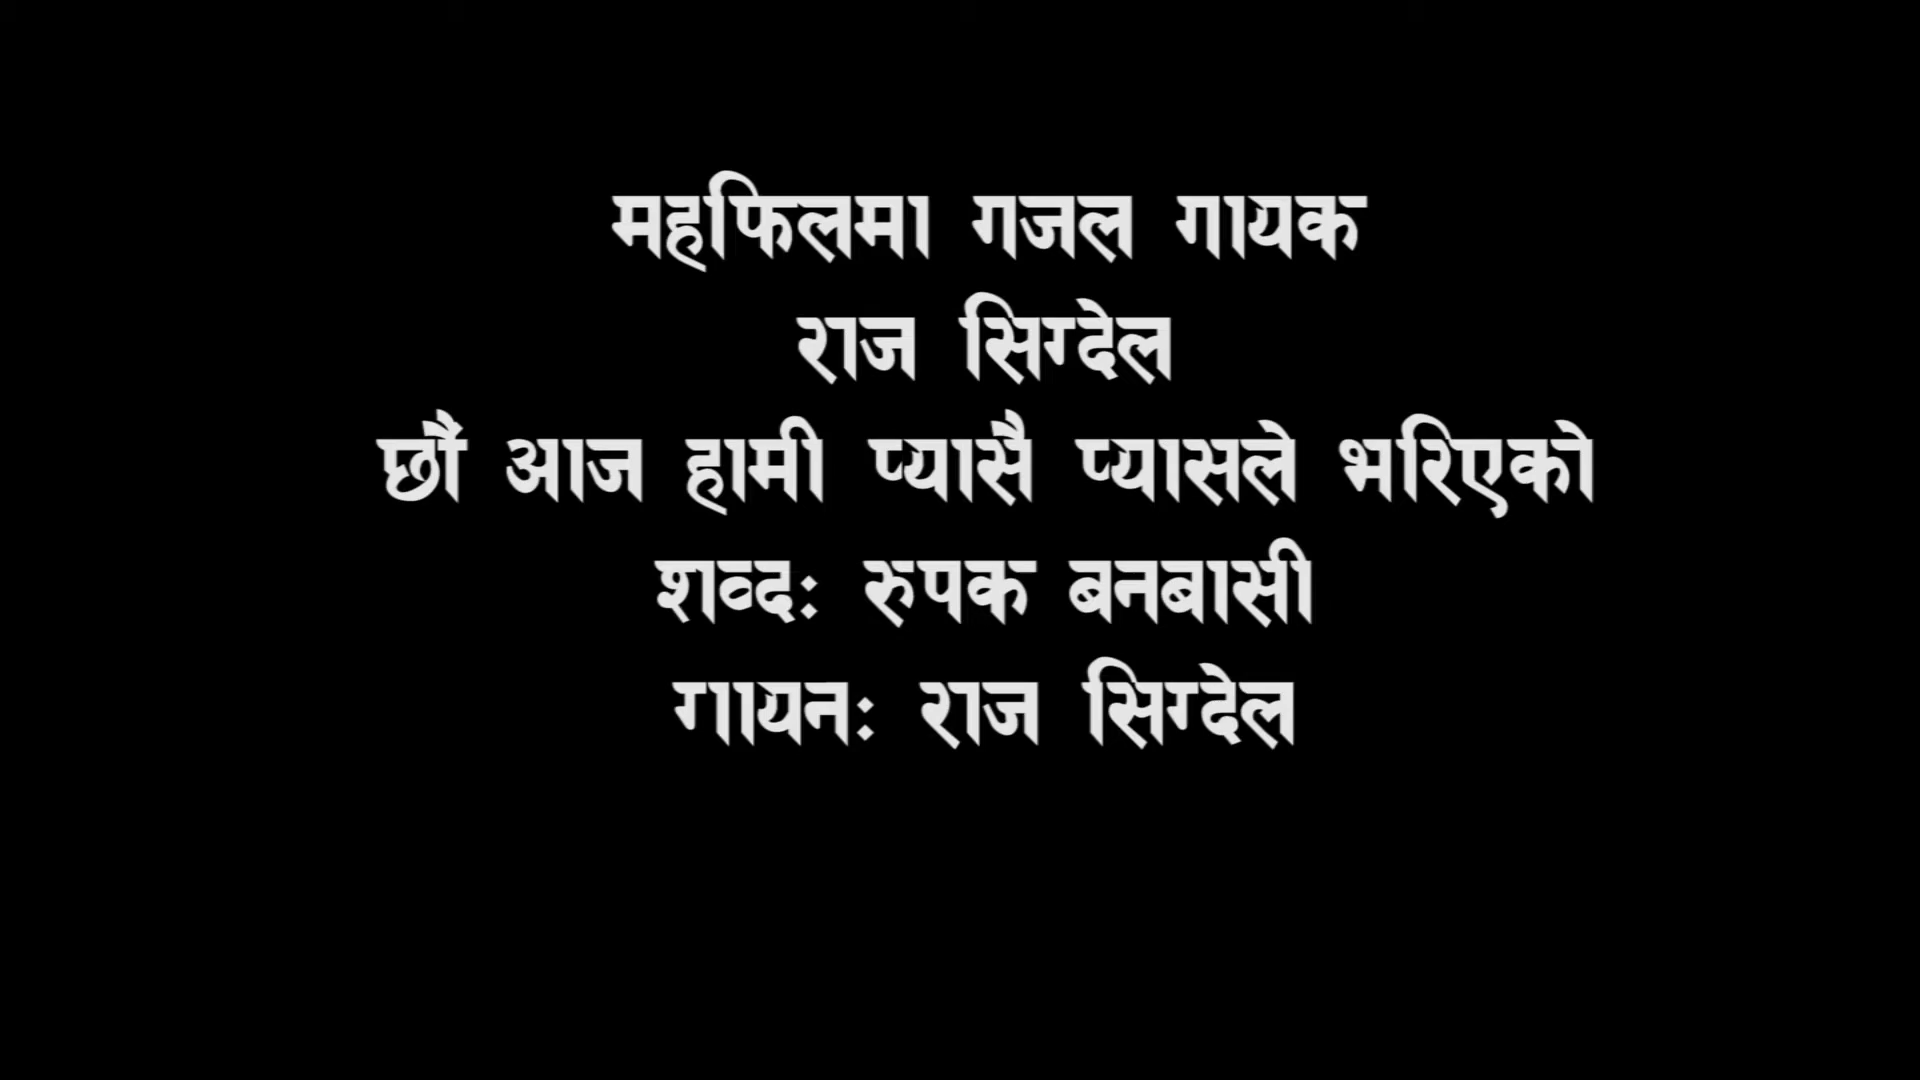 महफिलमा गजल गायक
राज सिग्देल
छौं आज हामी प्यासै प्यासले भरिएको
शव्दः रुपक बनबासी
गायनः राज सिग्देल